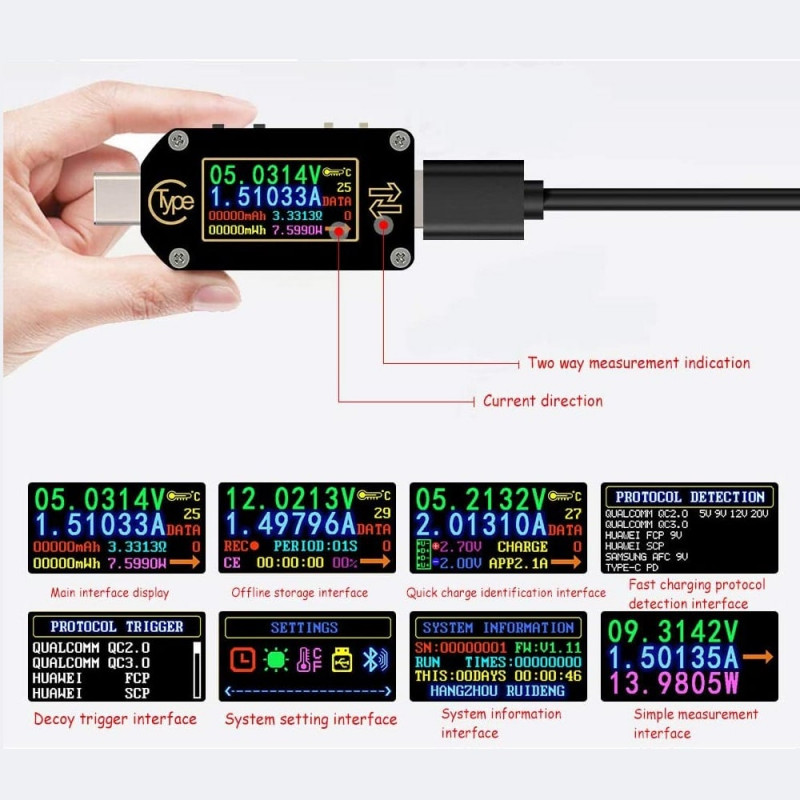 Type C
05.0314V °C
25
1.51033A DATA
00000mAh 3.3313Ω 0
00000mWh 7.5990W
Two way measurement indication
Current direction
05.0314V °C
25
1.51033A DATA
00000mAh 3.3313Ω 0
00000mWh 7.5990W
Main interface display
12.0213V °C
29
1.49796A DATA
REC PERIOD:01S 0
CE 00:00:00 00%
Offline storage interface
05.2132V °C
27
2.01310A DATA
+2.70V CHARGE 0
-2.00V APP2.1A
Quick charge identification interface
PROTOCOL DETECTION
QUALCOMM QC2.0 5V 9V 12V 20V
QUALCOMM QC3.0
HUAWEI FCP 9V
HUAWEI SCP
SAMSUNG AFC 9V
TYPE-C PD
Fast charging protocol
detection interface
PROTOCOL TRIGGER
QUALCOMM QC2.0
QUALCOMM QC3.0
HUAWEI FCP
HUAWEI SCP
Decoy trigger interface
SETTINGS
°C
F
System setting interface
SYSTEM INFORMATION
SN:00000001 FW:V1.11
RUN TIMES:00000000
THIS:00DAYS 00:00:46
HANGZHOU RUIDENG
System information
interface
09.3142V
1.50135A
13.9805W
Simple measurement
interface